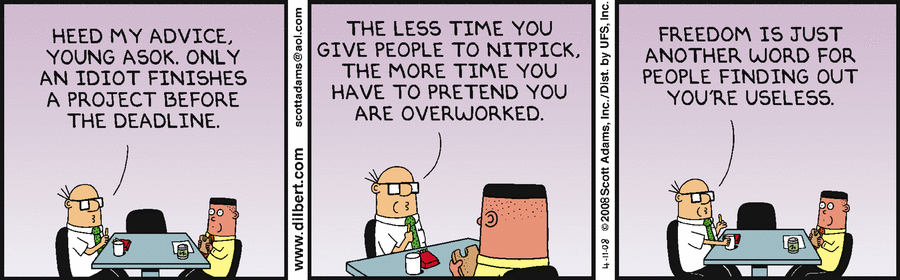 HEED MY ADVICE,
YOUNG ASOK. ONLY
AN IDIOT FINISHES
A PROJECT BEFORE
THE DEADLINE.
www.dilbert.com scottadams@aol.com
THE LESS TIME YOU
GIVE PEOPLE TO NITPICK,
THE MORE TIME YOU
HAVE TO PRETEND YOU
ARE OVERWORKED.
4-11-08 ©2008 Scott Adams, Inc./Dist. by UFS, Inc.
FREEDOM IS JUST
ANOTHER WORD FOR
PEOPLE FINDING OUT
YOU'RE USELESS.